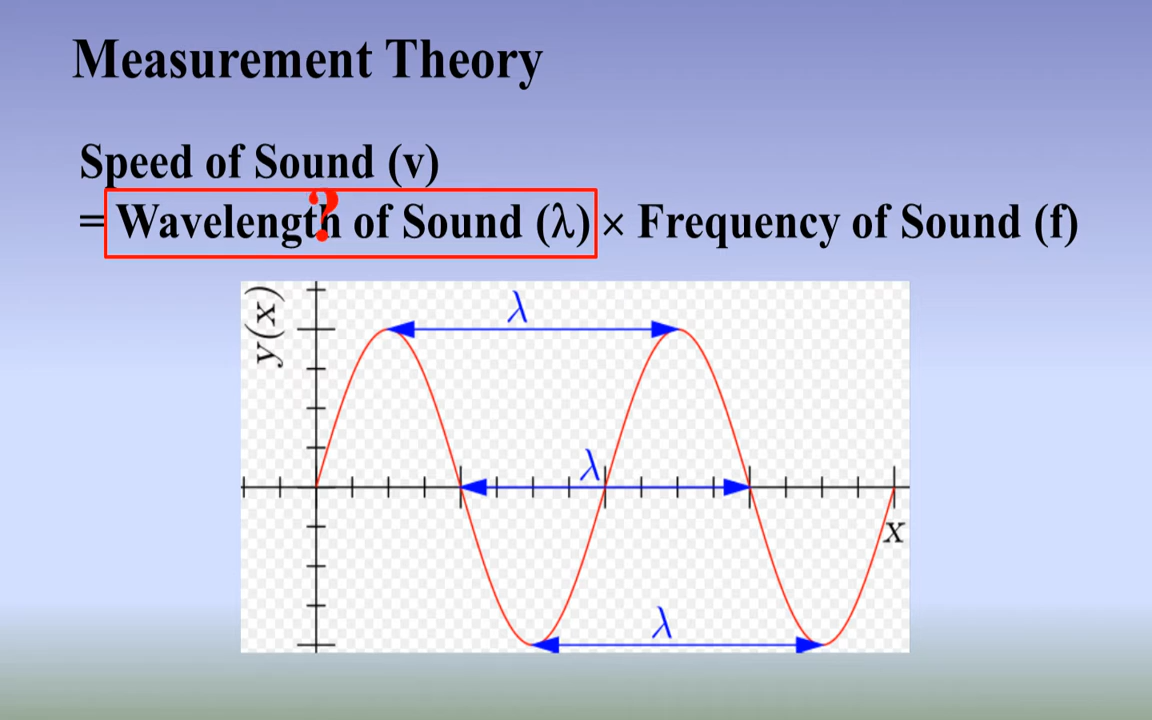 Measurement Theory
Speed of Sound (v)
= Wavelength of Sound (λ) × Frequency of Sound (f)
?
y(x)
λ
λ
x
λ